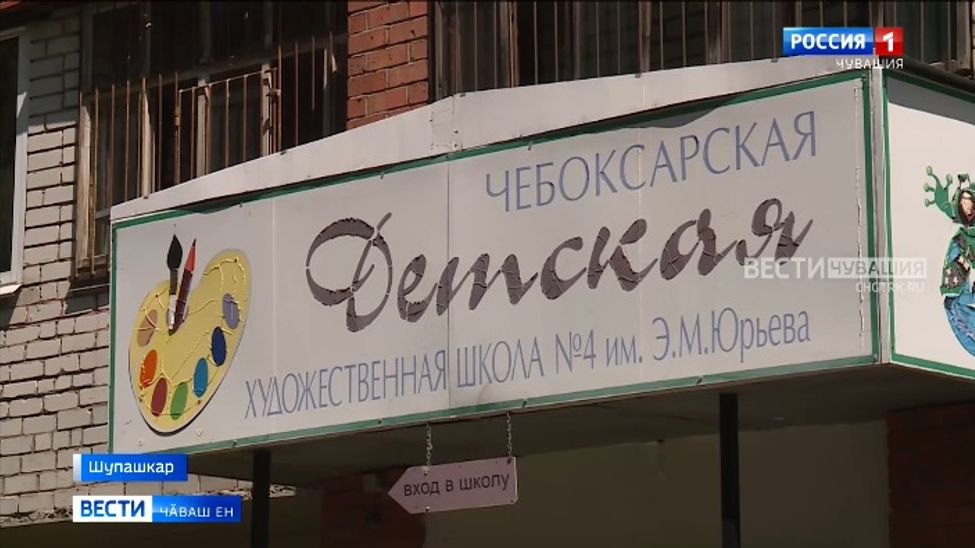 РОССИЯ 1
ЧУВАШИЯ
ЧЕБОКСАРСКАЯ
Детская
ХУДОЖЕСТВЕННАЯ ШКОЛА №4 им. Э.М.Юрьева
ВЕСТИ ЧУВАШИЯ
CHGTRK.RU
вход в школу
Шупашкар
ВЕСТИ ЧӐВАШ ЕН